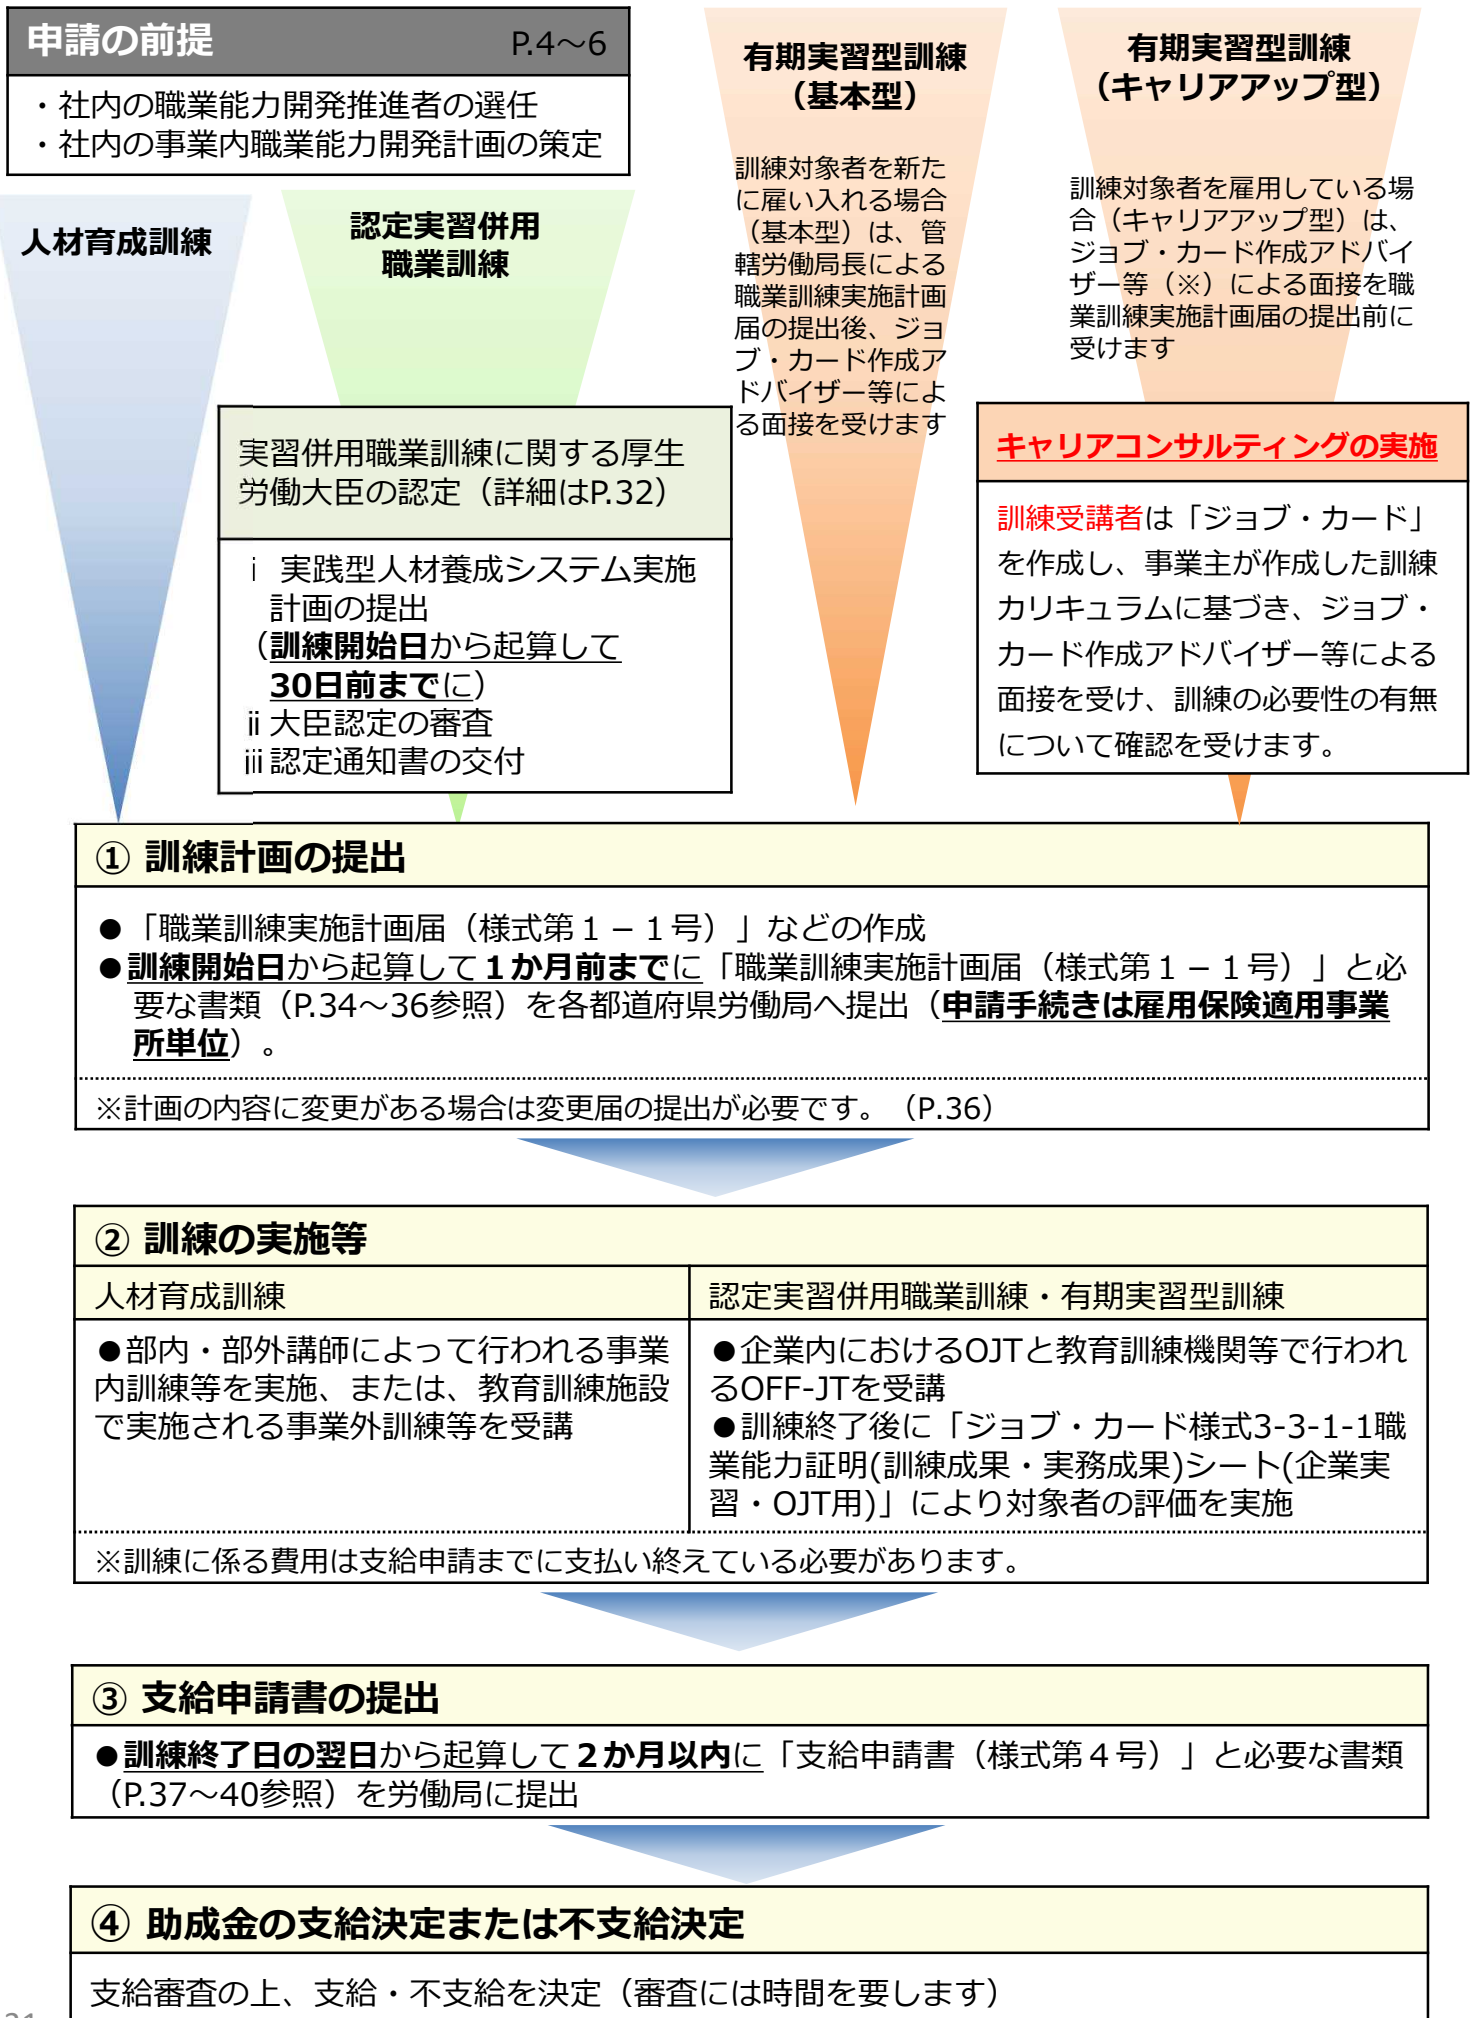 申請の前提 P.4～6
・社内の職業能力開発推進者の選任
・社内の事業内職業能力開発計画の策定
人材育成訓練
認定実習併用
職業訓練
有期実習型訓練
（基本型）
訓練対象者を新た
に雇い入れる場合
（基本型）は、管
轄労働局長による
職業訓練実施計画
届の提出後、ジョ
ブ・カード作成ア
ドバイザー等によ
る面接を受けます
有期実習型訓練
（キャリアアップ型）
訓練対象者を雇用している場
合（キャリアアップ型）は、
ジョブ・カード作成アドバイ
ザー等（※）による面接を職
業訓練実施計画届の提出前に
受けます
実習併用職業訓練に関する厚生
労働大臣の認定（詳細はP.32）
ⅰ 実践型人材養成システム実施
計画の提出
（訓練開始日から起算して
30日前までに）
ⅱ大臣認定の審査
ⅲ認定通知書の交付
キャリアコンサルティングの実施
訓練受講者は「ジョブ・カード」
を作成し、事業主が作成した訓練
カリキュラムに基づき、ジョブ・
カード作成アドバイザー等による
面接を受け、訓練の必要性の有無
について確認を受けます。
① 訓練計画の提出
●「職業訓練実施計画届（様式第１－１号）」などの作成
●訓練開始日から起算して１か月前までに「職業訓練実施計画届（様式第１－１号）」と必
要な書類（P.34～36参照）を各都道府県労働局へ提出（申請手続きは雇用保険適用事業
所単位）。
※計画の内容に変更がある場合は変更届の提出が必要です。（P.36）
② 訓練の実施等
人材育成訓練
●部内・部外講師によって行われる事業
内訓練等を実施、または、教育訓練施設
で実施される事業外訓練等を受講
認定実習併用職業訓練・有期実習型訓練
●企業内におけるOJTと教育訓練機関等で行われ
るOFF-JTを受講
●訓練終了後に「ジョブ・カード様式3-3-1-1職
業能力証明(訓練成果・実務成果)シート(企業実
習・OJT用)」により対象者の評価を実施
※訓練に係る費用は支給申請までに支払い終えている必要があります。
③ 支給申請書の提出
●訓練終了日の翌日から起算して２か月以内に「支給申請書（様式第４号）」と必要な書類
（P.37～40参照）を労働局に提出
④ 助成金の支給決定または不支給決定
支給審査の上、支給・不支給を決定（審査には時間を要します）